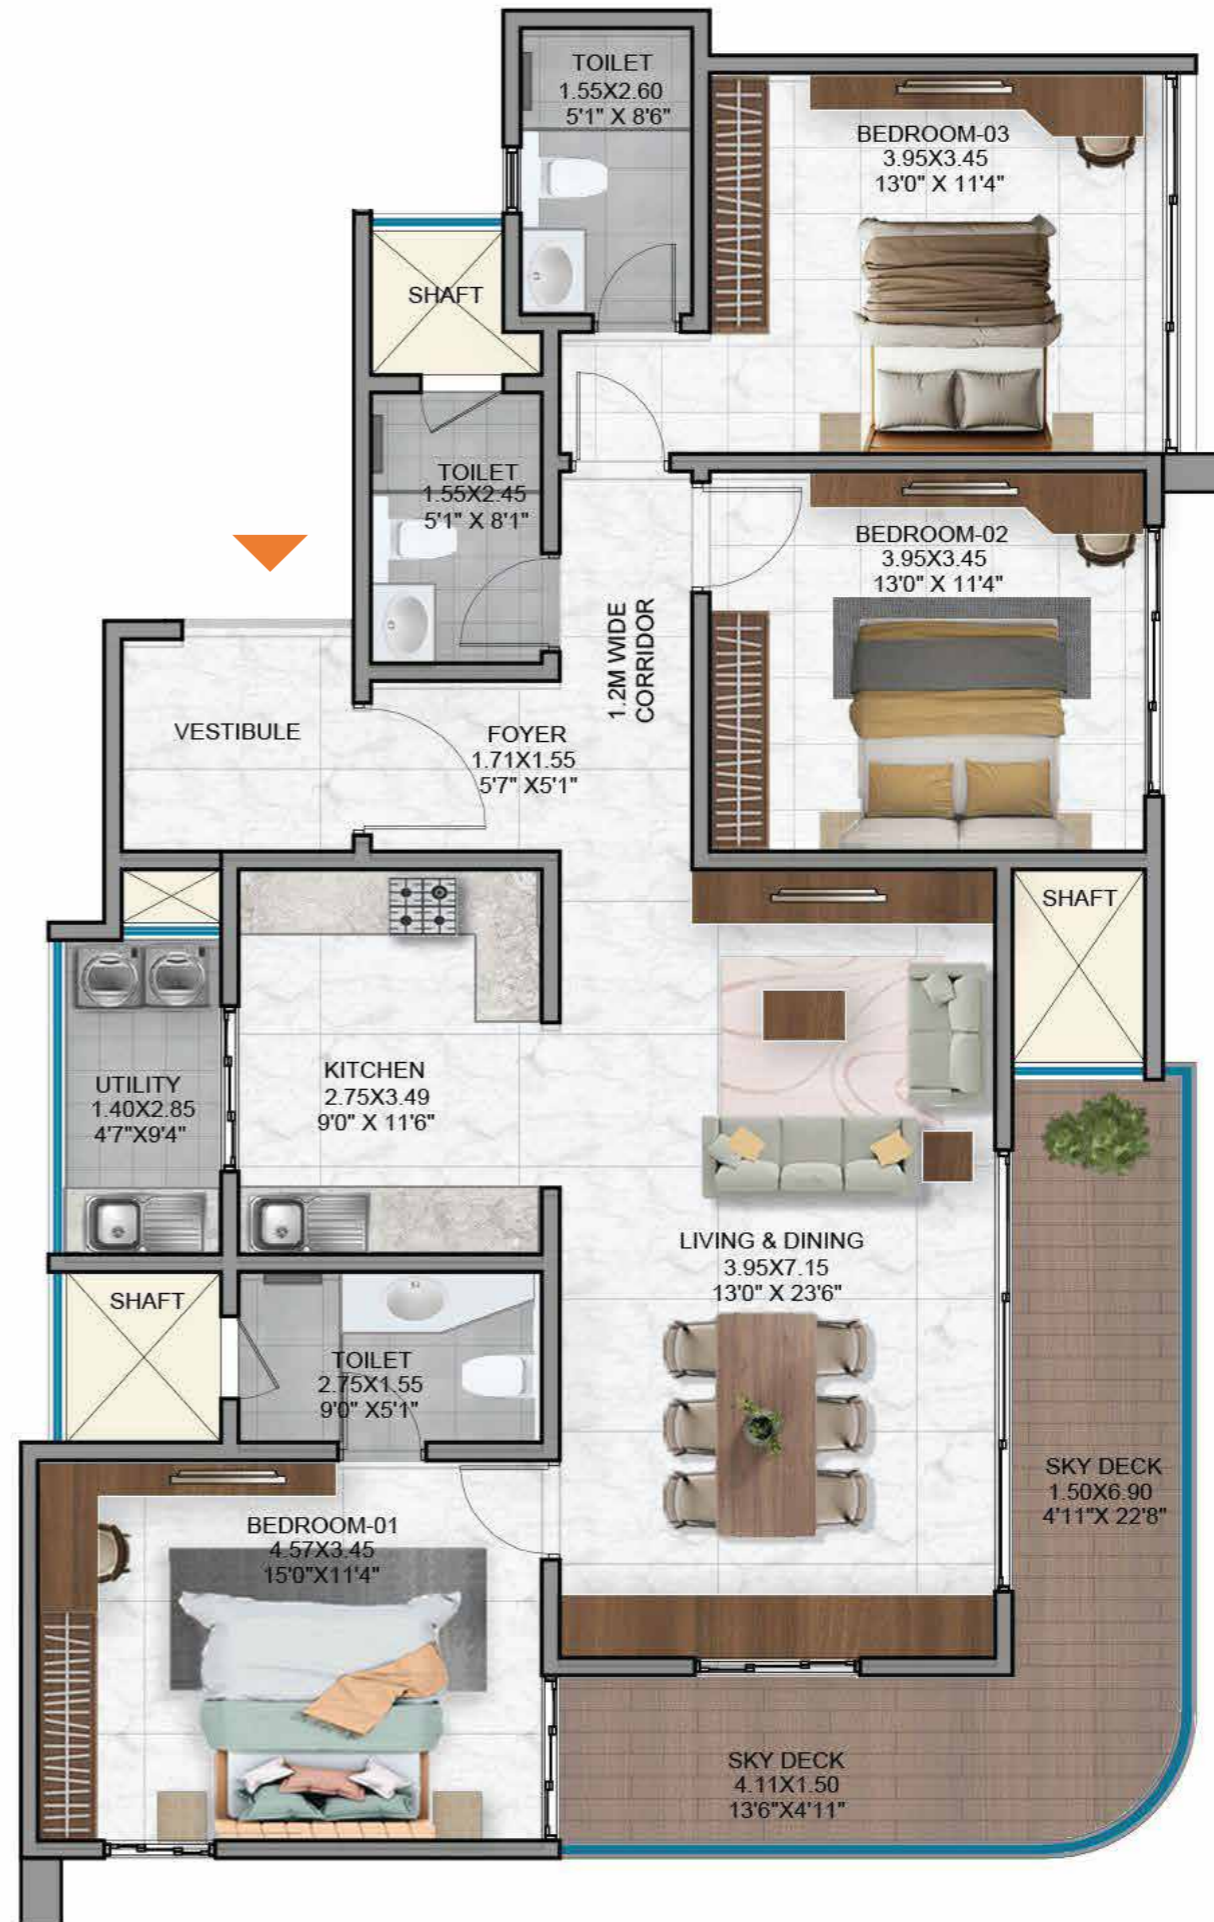 TOILET
1.55X2.60
5'1" X 8'6"
BEDROOM-03
3.95X3.45
13'0" X 11'4"
SHAFT
TOILET
1.55X2.45
5'1" X 8'1"
BEDROOM-02
3.95X3.45
13'0" X 11'4"
1.2M WIDE
CORRIDOR
VESTIBULE
FOYER
1.71X1.55
5'7" X5'1"
SHAFT
KITCHEN
2.75X3.49
9'0" X 11'6"
UTILITY
1.40X2.85
4'7"X9'4"
LIVING & DINING
3.95X7.15
13'0" X 23'6"
SHAFT
TOILET
2.75X1.55
9'0" X5'1"
SKY DECK
1.50X6.90
4'11"X 22'8"
BEDROOM-01
4.57X3.45
15'0"X11'4"
SKY DECK
4.11X1.50
13'6"X4'11"